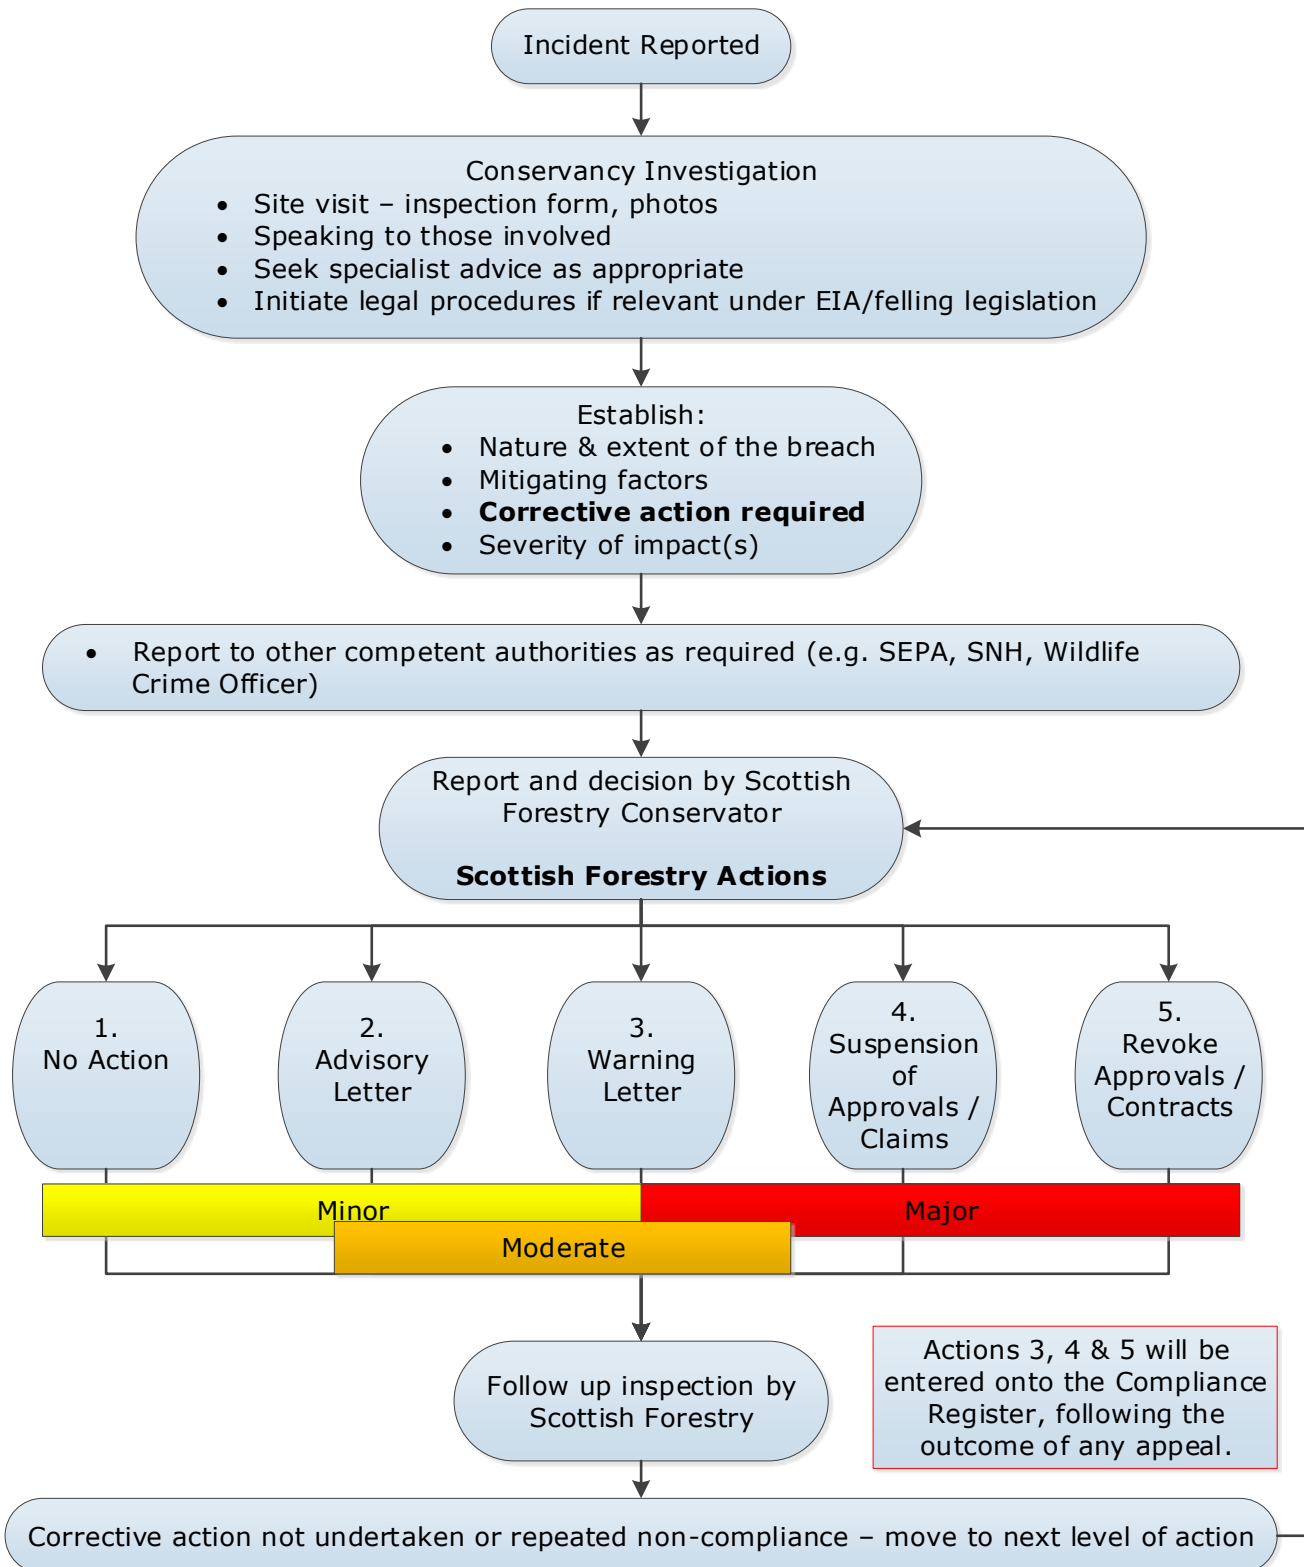 Incident Reported
Conservancy Investigation
• Site visit – inspection form, photos
• Speaking to those involved
• Seek specialist advice as appropriate
• Initiate legal procedures if relevant under EIA/felling legislation
Establish:
• Nature & extent of the breach
• Mitigating factors
• Corrective action required
• Severity of impact(s)
• Report to other competent authorities as required (e.g. SEPA, SNH, Wildlife
Crime Officer)
Report and decision by Scottish
Forestry Conservator
Scottish Forestry Actions
1.
No Action
2.
Advisory
Letter
3.
Warning
Letter
4.
Suspension
of
Approvals /
Claims
5.
Revoke
Approvals /
Contracts
Minor
Major
Moderate
Follow up inspection by
Scottish Forestry
Actions 3, 4 & 5 will be
entered onto the Compliance
Register, following the
outcome of any appeal.
Corrective action not undertaken or repeated non-compliance – move to next level of action